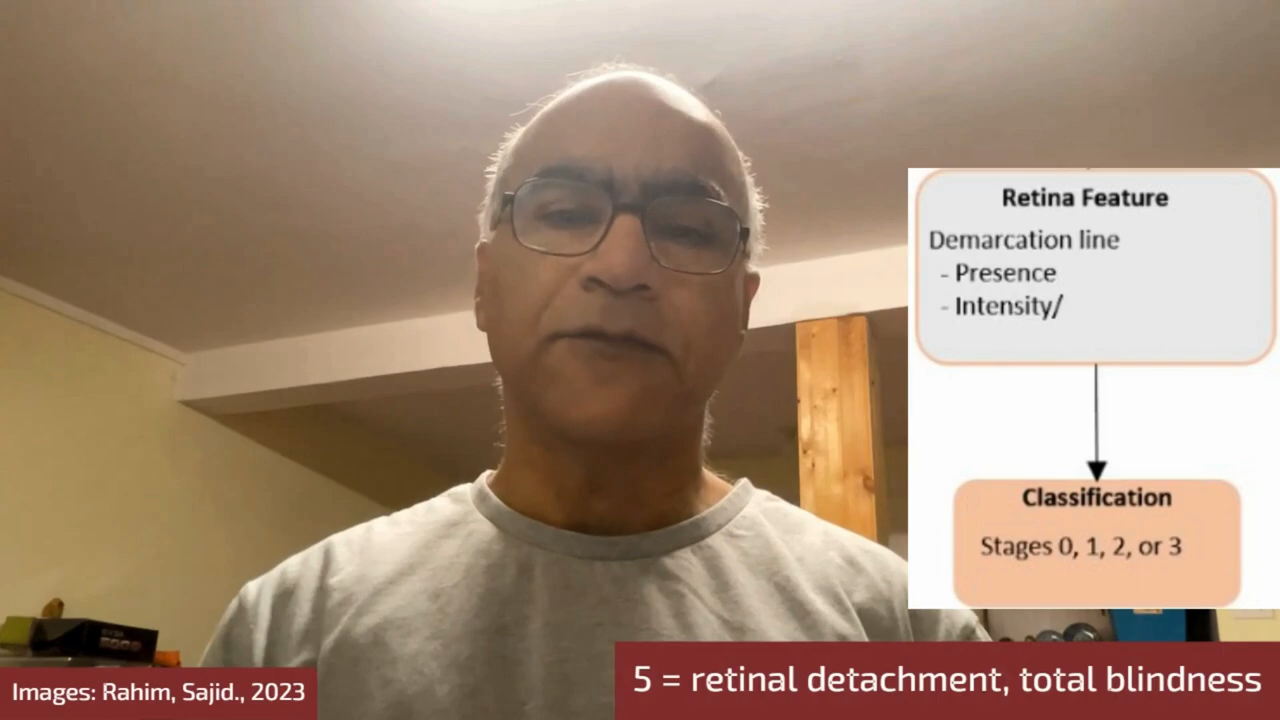 Retina Feature
Demarcation line
- Presence
- Intensity/
Classification
Stages 0, 1, 2, or 3
Images: Rahim, Sajid., 2023
5 = retinal detachment, total blindness